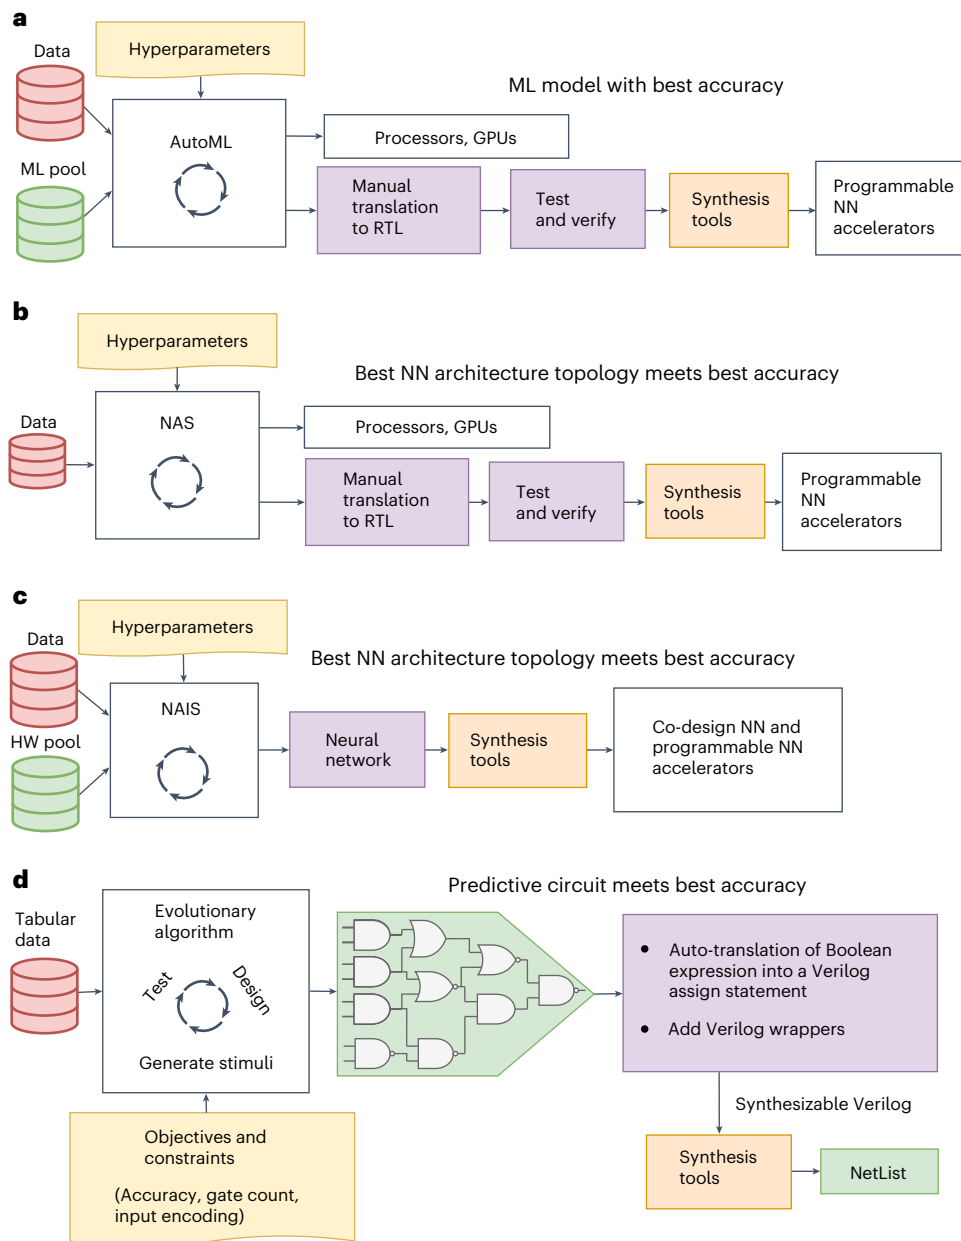 a
Data
Hyperparameters
ML model with best accuracy
AutoML
Processors, GPUs
ML pool
Manual
translation
to RTL
Test
and verify
Synthesis
tools
Programmable
NN
accelerators
b
Hyperparameters
Best NN architecture topology meets best accuracy
Data
NAS
Processors, GPUs
Manual
translation
to RTL
Test
and verify
Synthesis
tools
Programmable
NN
accelerators
c
Hyperparameters
Data
Best NN architecture topology meets best accuracy
NAIS
HW pool
Neural
network
Synthesis
tools
Co-design NN and
programmable NN
accelerators
d
Predictive circuit meets best accuracy
Tabular
data
Evolutionary
algorithm
Test
Design
Generate stimuli
• Auto-translation of Boolean
expression into a Verilog
assign statement
• Add Verilog wrappers
Synthesizable Verilog
Objectives and
constraints
(Accuracy, gate count,
input encoding)
Synthesis
tools
NetList